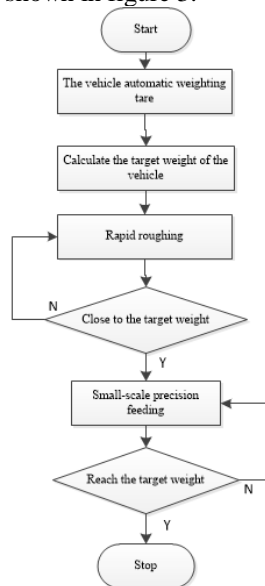 shown in figure 3.
Start
The vehicle automatic weighting
tare
Calculate the target weight of the
vehicle
Rapid roughing
N
Close to the target weight
Y
Small-scale precision
feeding
Reach the target weight
N
Y
Stop